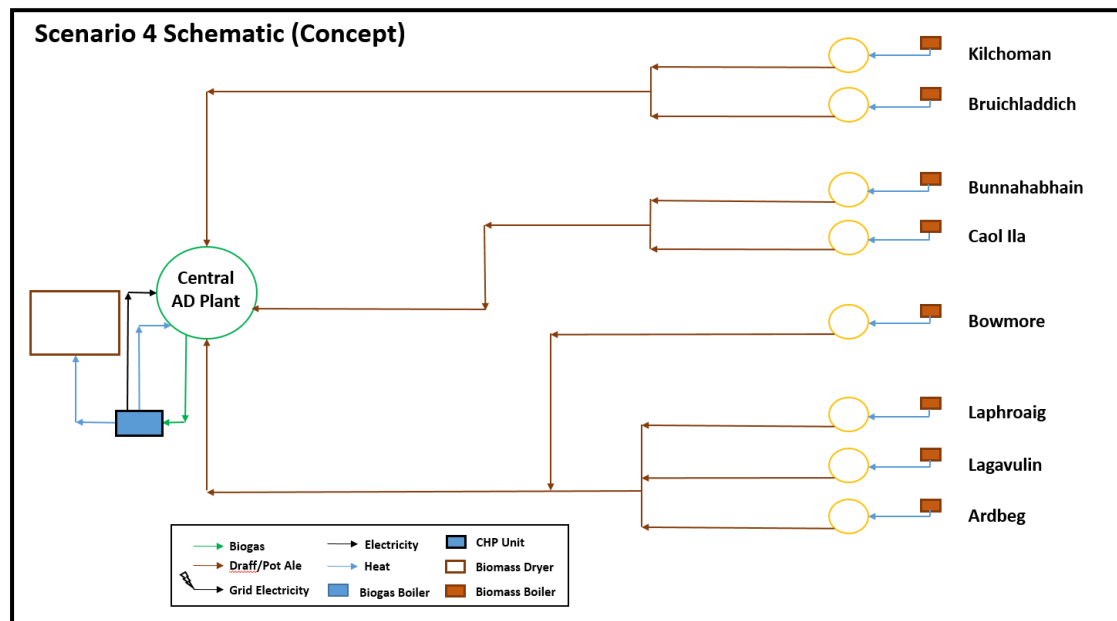 Scenario 4 Schematic (Concept)
Kilchoman
Bruichladdich
Bunnahabhain
Caol Ila
Central
AD Plant
Bowmore
Laphroaig
Lagavulin
Ardbeg
Biogas
Electricity
CHP Unit
Draff/Pot Ale
Heat
Biomass Dryer
Grid Electricity
Biogas Boiler
Biomass Boiler